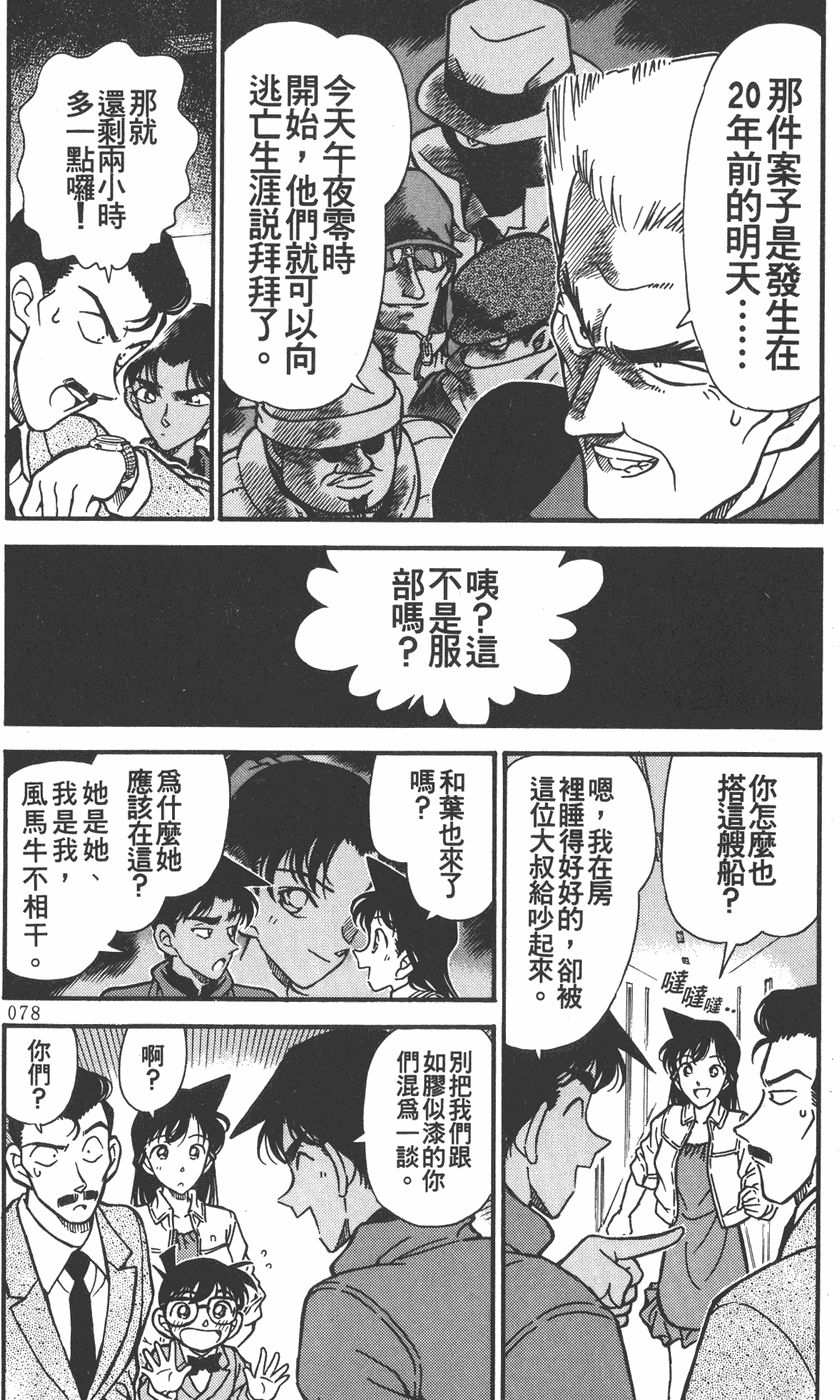 那件案子是發生在
20年前的明天……
今天午夜零時
開始，他們就可以向
逃亡生涯說拜拜了。
那就
還剩兩小時
多一點囉！
咦？這
不是服
部嗎？
你怎麼也
搭這艘船？
嗯，我在房
裡睡得好好的，卻被
這位大叔給吵起來。
噠噠噠‥
和葉也來了
嗎？
為什麼她
應該在這？
她是她、
我是我，
風馬牛不相干。
078
別把我們跟
如膠似漆的你
們混為一談。
啊？
你們？